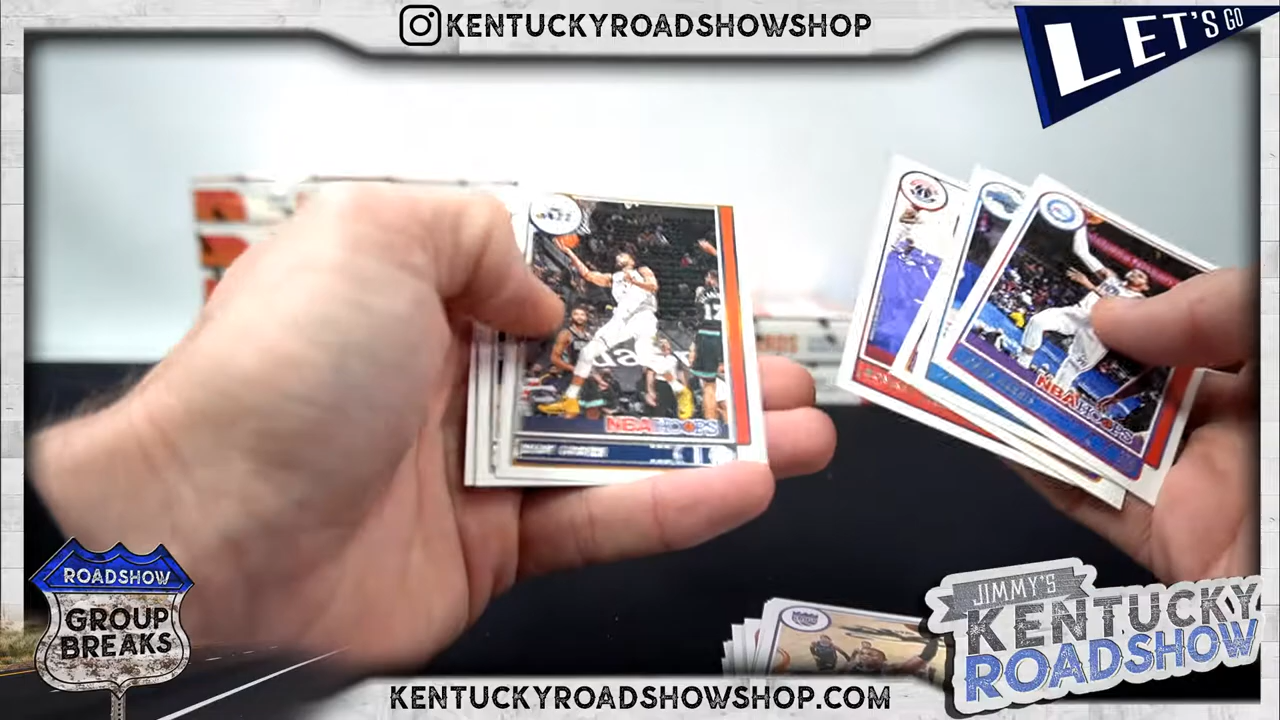 KENTUCKYROADSHOWSHOP
LET'S GO
NBA HOOPS
NBA HOOPS
ROADSHOW
GROUP
BREAKS
JIMMY'S
KENTUCKY
ROADSHOW
KENTUCKYROADSHOWSHOP.COM